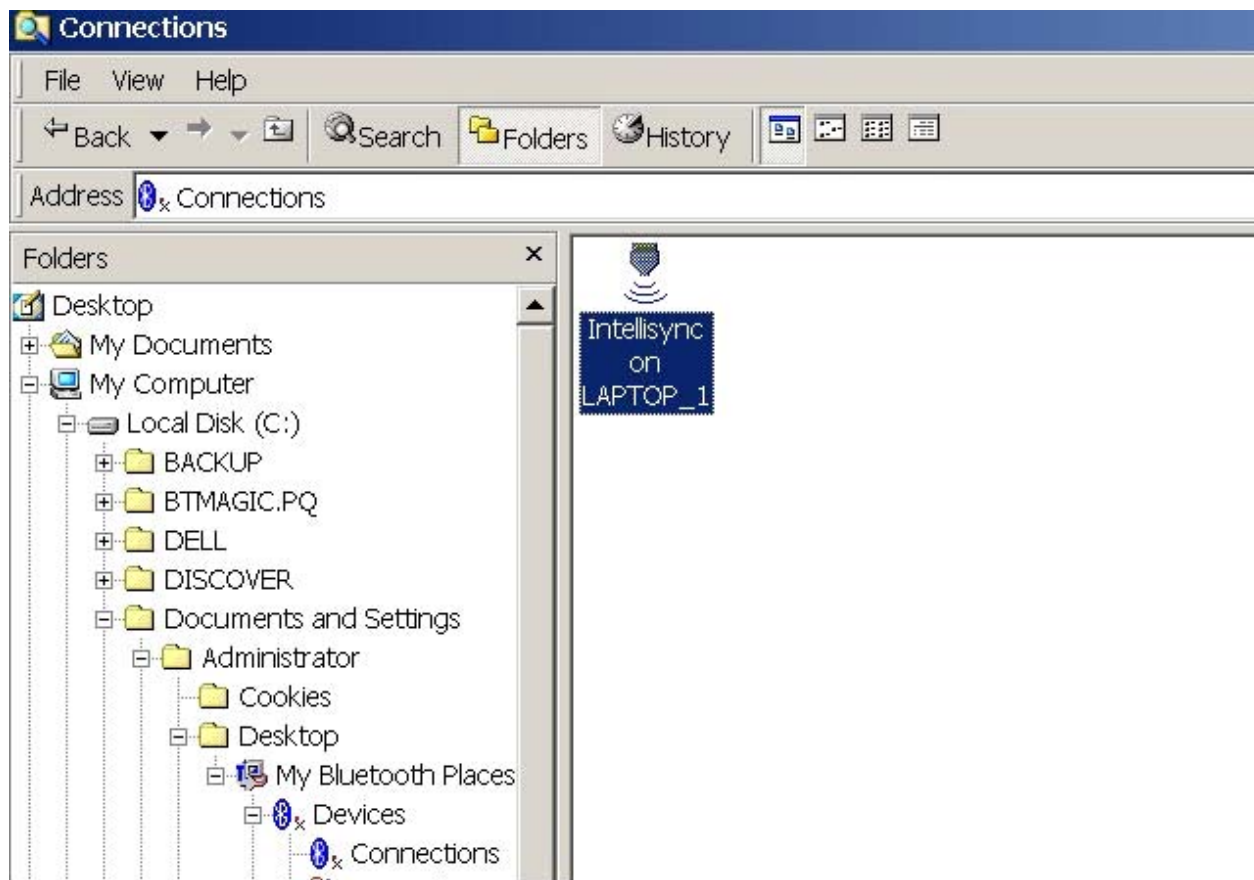 Connections
File View Help
Back Search Folders History
Address Connections
Folders
Desktop
My Documents
My Computer
Local Disk (C:)
BACKUP
BTMAGIC.PQ
DELL
DISCOVER
Documents and Settings
Administrator
Cookies
Desktop
My Bluetooth Places
Devices
Connections
Intellisync
on
LAPTOP_1